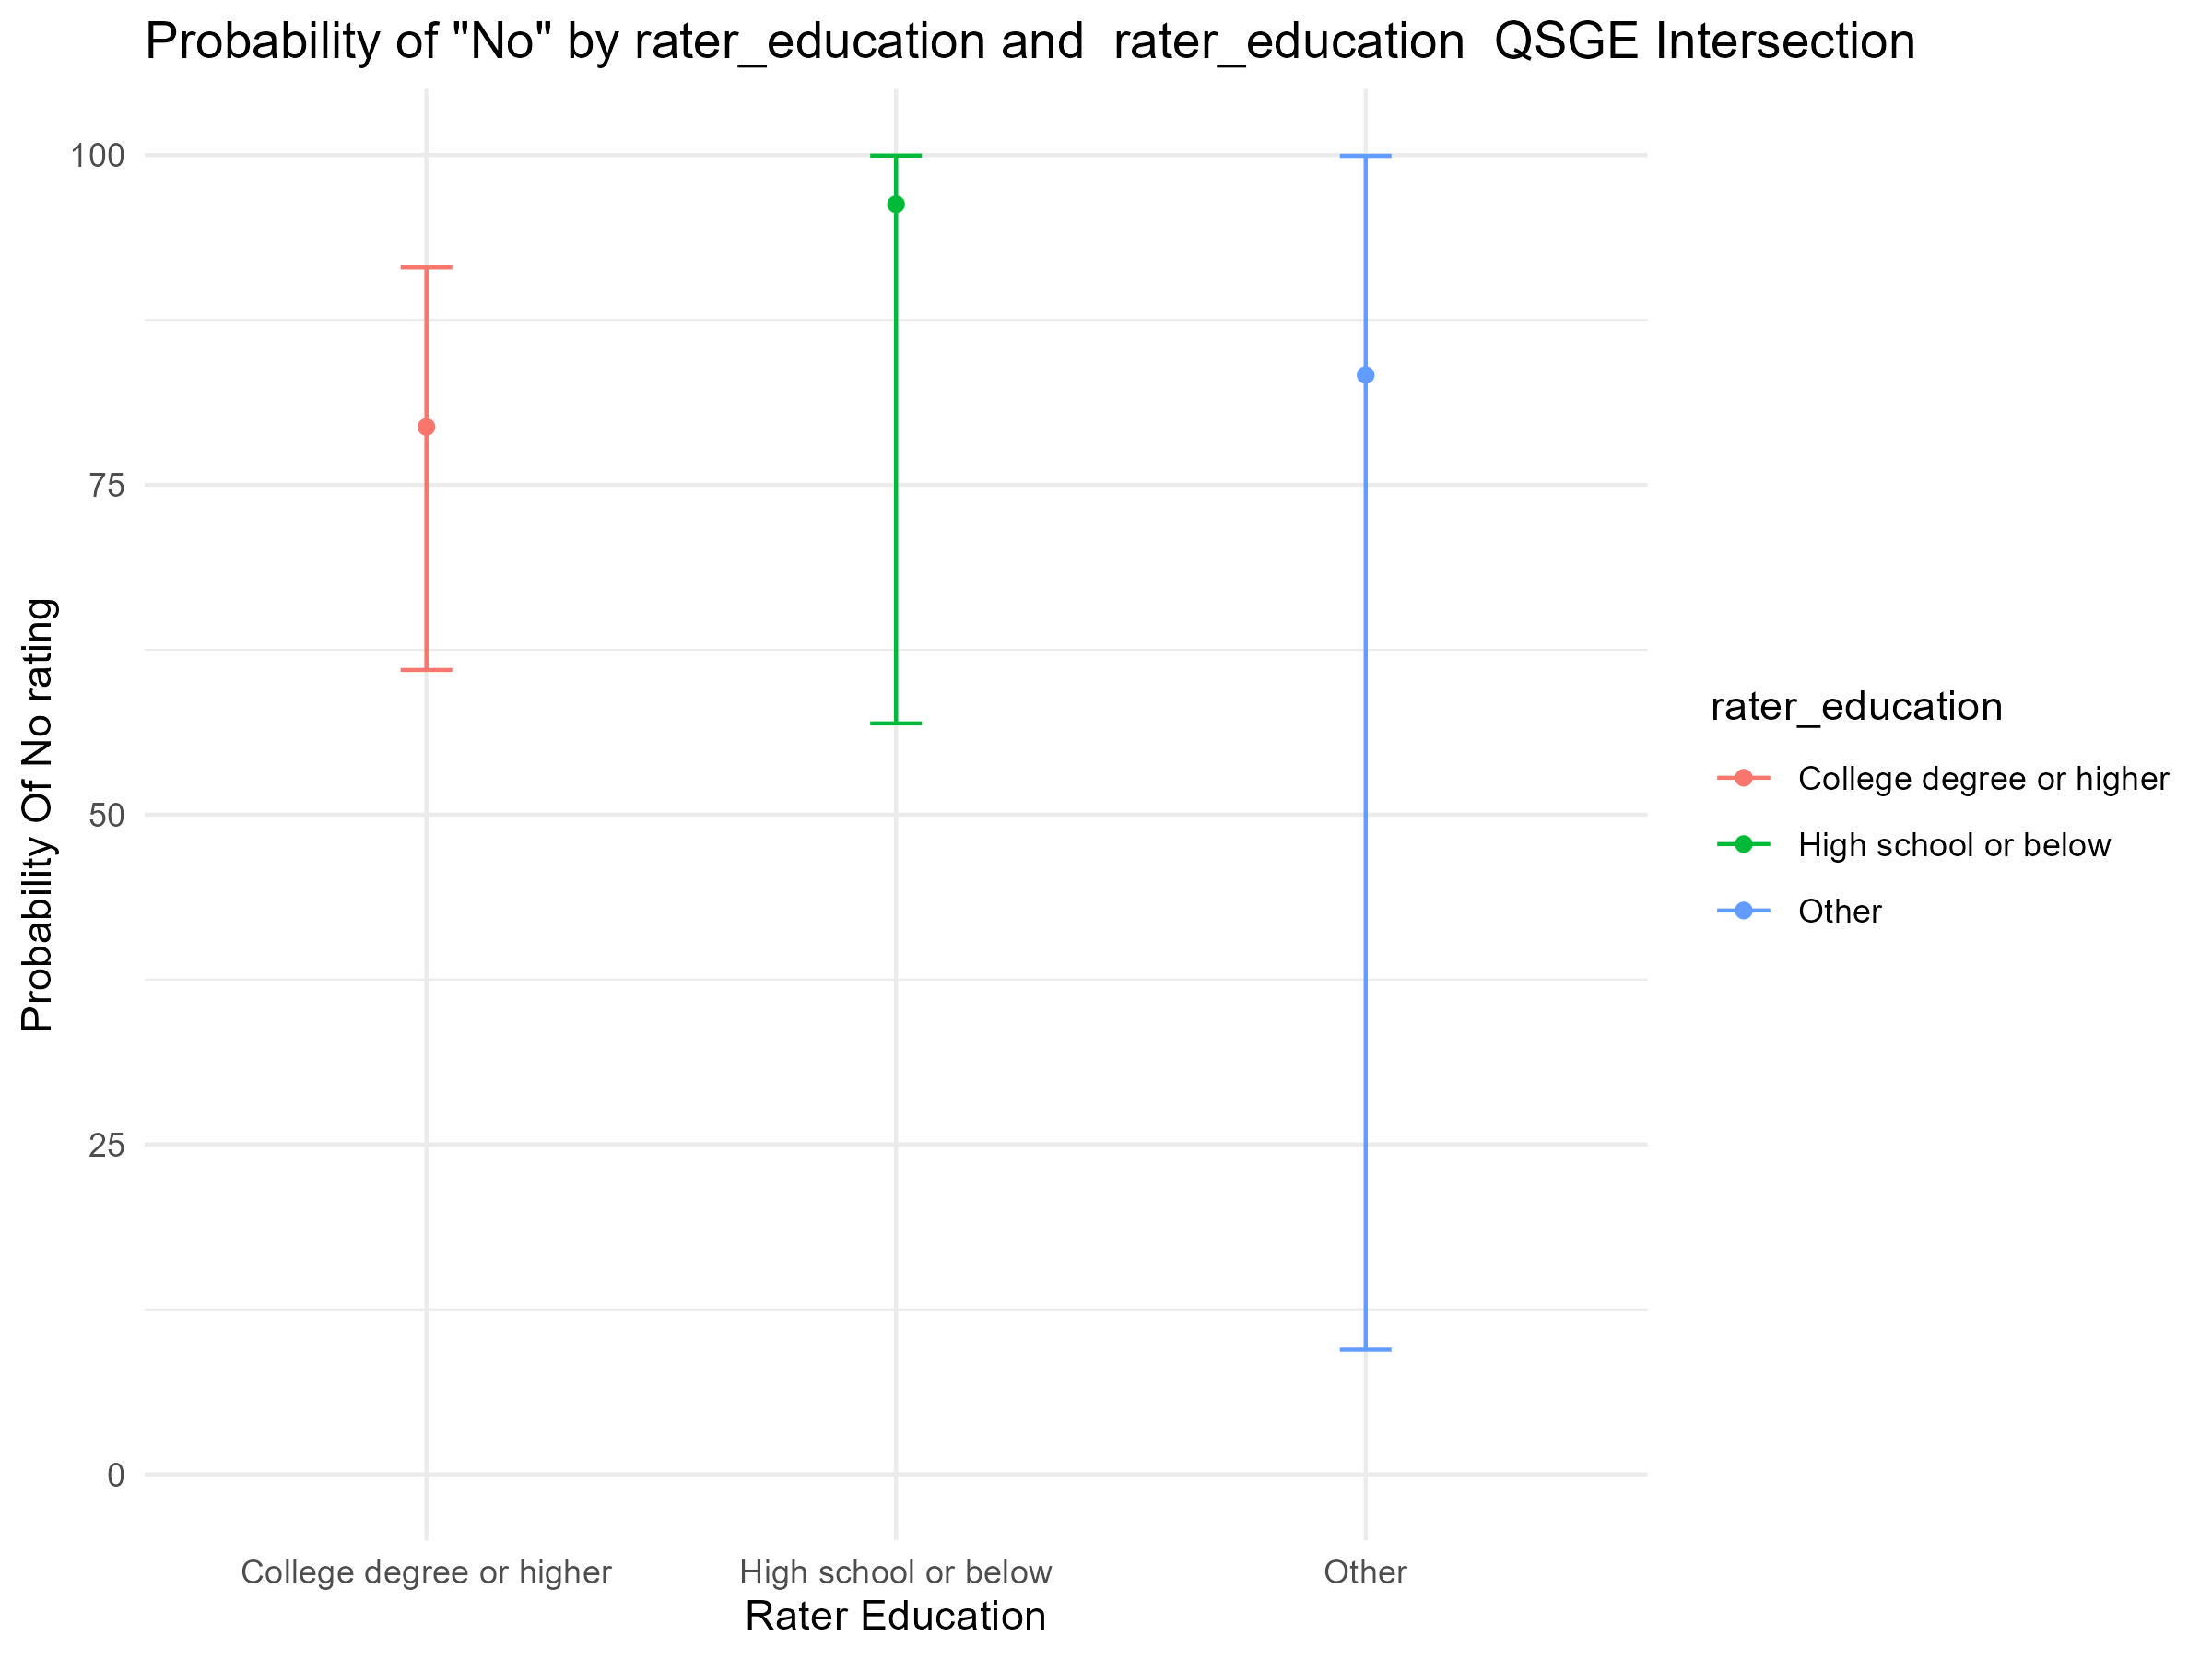 Probability of "No" by rater_education and  rater_education  QSGE Intersection
100
75
50
25
0
Probability Of No rating
College degree or higher
High school or below
Other
Rater Education
rater_education
College degree or higher
High school or below
Other